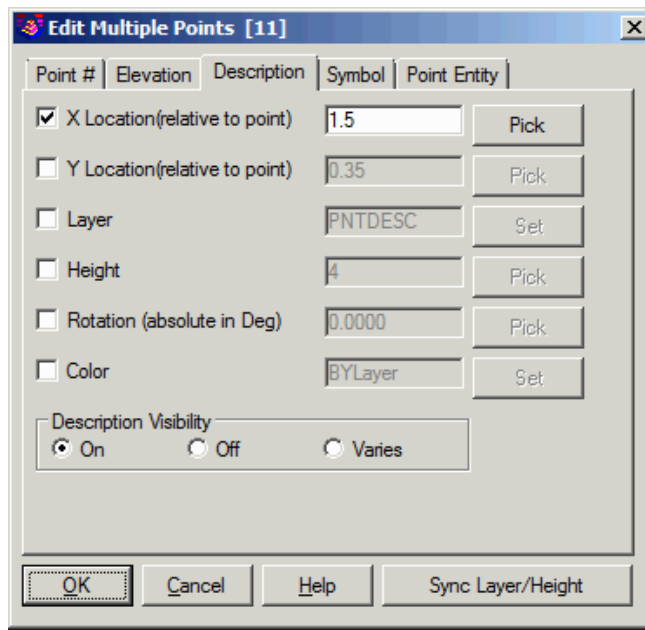 Edit Multiple Points [11]
Point # Elevation Description Symbol Point Entity
X Location(relative to point) 1.5 Pick
Y Location(relative to point) 0.35 Pick
Layer PNTDESC Set
Height 4 Pick
Rotation (absolute in Deg) 0.0000 Pick
Color BYLayer Set
Description Visibility
On Off Varies
OK Cancel Help Sync Layer/Height